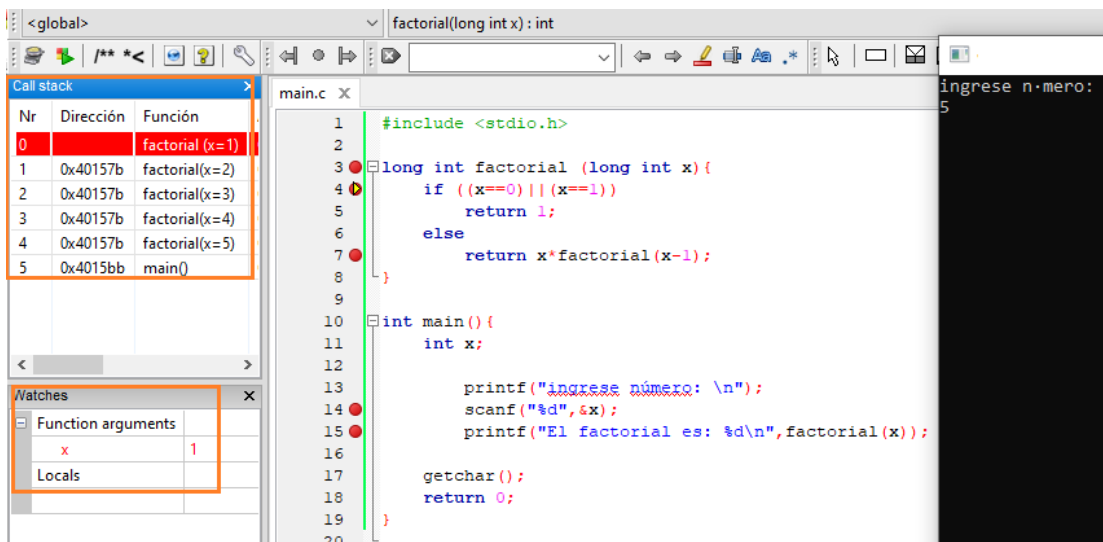 <global>
factorial(long int x) : int
/** *<
.*
Call stack
Nr Dirección Función
0 factorial (x=1)
1 0x40157b factorial(x=2)
2 0x40157b factorial(x=3)
3 0x40157b factorial(x=4)
4 0x40157b factorial(x=5)
5 0x4015bb main()
Watches
Function arguments
x 1
Locals
main.c
1 #include <stdio.h>
2
3 long int factorial (long int x){
4 if ((x==0)||(x==1))
5 return 1;
6 else
7 return x*factorial(x-1);
8 }
9
10 int main(){
11 int x;
12
13 printf("ingrese número: \n");
14 scanf("%d",&x);
15 printf("El factorial es: %d\n",factorial(x));
16
17 getchar();
18 return 0;
19 }
20
ingrese n·mero:
5